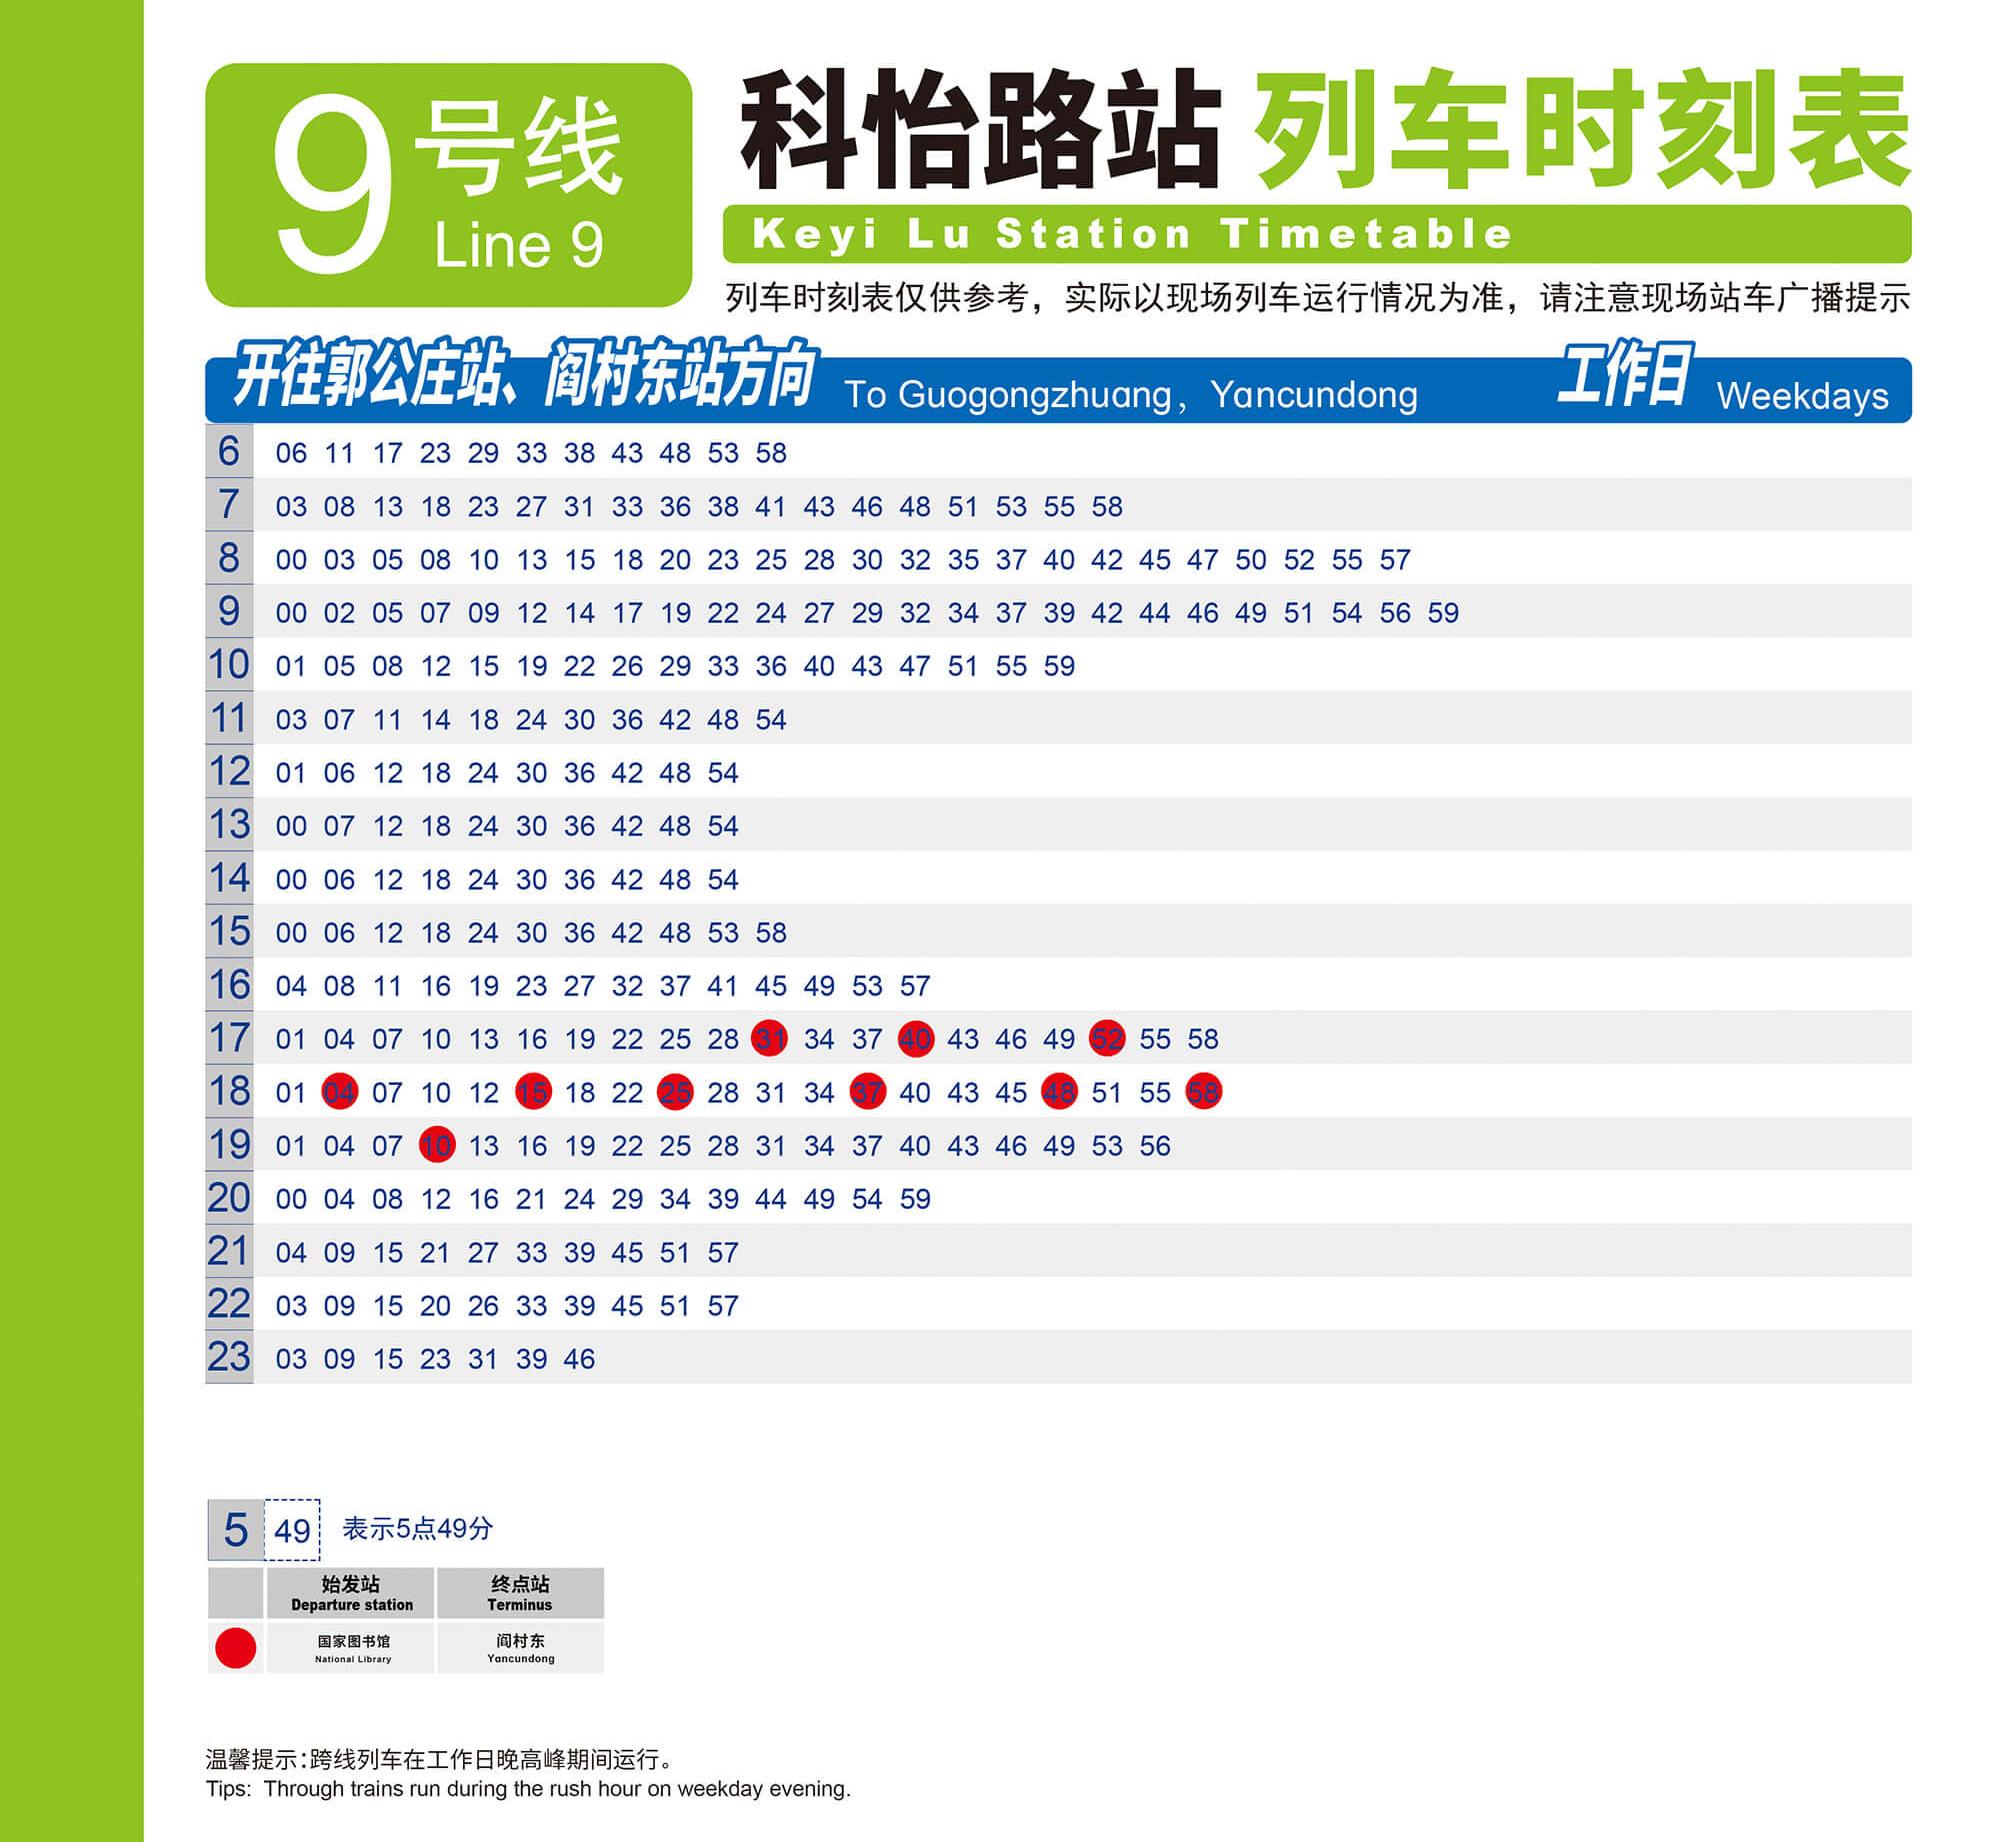 9 号线
Line 9
科怡路站 列车时刻表
Keyi Lu Station Timetable
列车时刻表仅供参考，实际以现场列车运行情况为准，请注意现场站车广播提示
开往郭公庄站、阎村东站方向 To Guogongzhuang, Yancundong 工作日 Weekdays
6 06 11 17 23 29 33 38 43 48 53 58
7 03 08 13 18 23 27 31 33 36 38 41 43 46 48 51 53 55 58
8 00 03 05 08 10 13 15 18 20 23 25 28 30 32 35 37 40 42 45 47 50 52 55 57
9 00 02 05 07 09 12 14 17 19 22 24 27 29 32 34 37 39 42 44 46 49 51 54 56 59
10 01 05 08 12 15 19 22 26 29 33 36 40 43 47 51 55 59
11 03 07 11 14 18 24 30 36 42 48 54
12 01 06 12 18 24 30 36 42 48 54
13 00 07 12 18 24 30 36 42 48 54
14 00 06 12 18 24 30 36 42 48 54
15 00 06 12 18 24 30 36 42 48 53 58
16 04 08 11 16 19 23 27 32 37 41 45 49 53 57
17 01 04 07 10 13 16 19 22 25 28 31 34 37 40 43 46 49 52 55 58
18 01 04 07 10 12 15 18 22 25 28 31 34 37 40 43 45 48 51 55 58
19 01 04 07 10 13 16 19 22 25 28 31 34 37 40 43 46 49 53 56
20 00 04 08 12 16 21 24 29 34 39 44 49 54 59
21 04 09 15 21 27 33 39 45 51 57
22 03 09 15 20 26 33 39 45 51 57
23 03 09 15 23 31 39 46
5 49 表示5点49分
始发站 终点站
Departure station Terminus
国家图书馆 阎村东
National Library Yancundong
温馨提示：跨线列车在工作日晚高峰期间运行。
Tips: Through trains run during the rush hour on weekday evening.